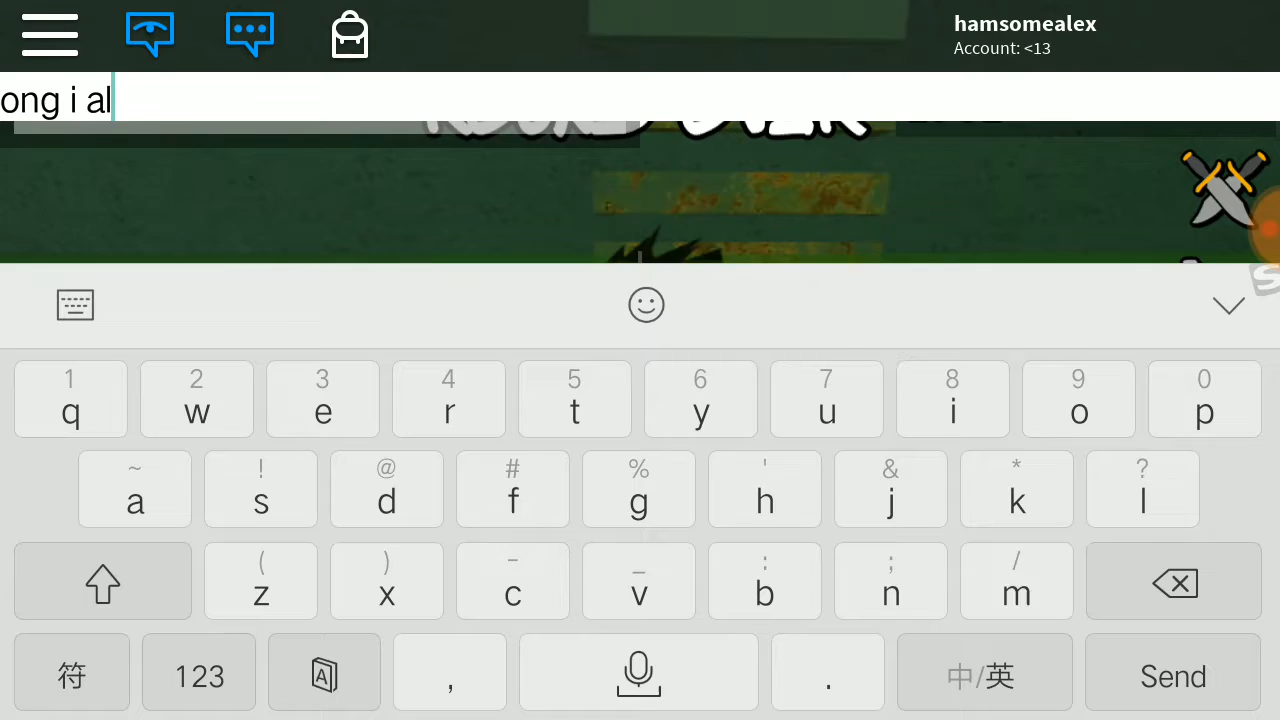 hamsomealex
Account: <13
ong i al
1 2 3 4 5 6 7 8 9 0
q w e r t y u i o p
~ ! @ # % ' & * ?
a s d f g h j k l
( ) - _ : ; /
z x c v b n m
符 123 A , . 中/英 Send